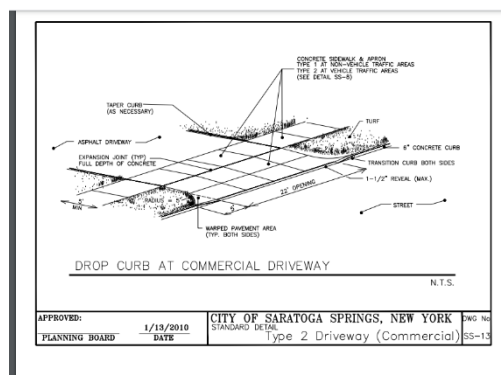 CONCRETE SIDEWALK & APRON
TYPE 1 AT NON-VEHICLE TRAFFIC AREAS
TYPE 2 AT VEHICLE TRAFFIC AREAS
(SEE DETAIL SS-8)
TAPER CURB
(AS NECESSARY)
TURF
ASPHALT DRIVEWAY
6" CONCRETE CURB
EXPANSION JOINT (TYP)
FULL DEPTH OF CONCRETE
TRANSITION CURB BOTH SIDES
1-1/2" REVEAL (MAX.)
22' OPENING
RADIUS = 5'
5'
MIN
STREET
WARPED PAVEMENT AREA
(TYP. BOTH SIDES)
DROP CURB AT COMMERCIAL DRIVEWAY
N.T.S.
APPROVED:
1/13/2010
PLANNING BOARD DATE
CITY OF SARATOGA SPRINGS, NEW YORK
STANDARD DETAIL
Type 2 Driveway (Commercial)
DWG No
SS-13